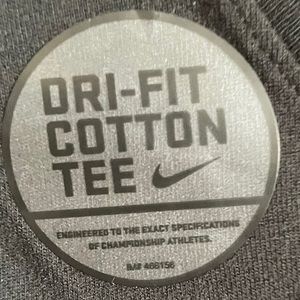 DRI-FIT
COTTON
TEE
ENGINEERED TO THE EXACT SPECIFICATIONS
OF CHAMPIONSHIP ATHLETES.